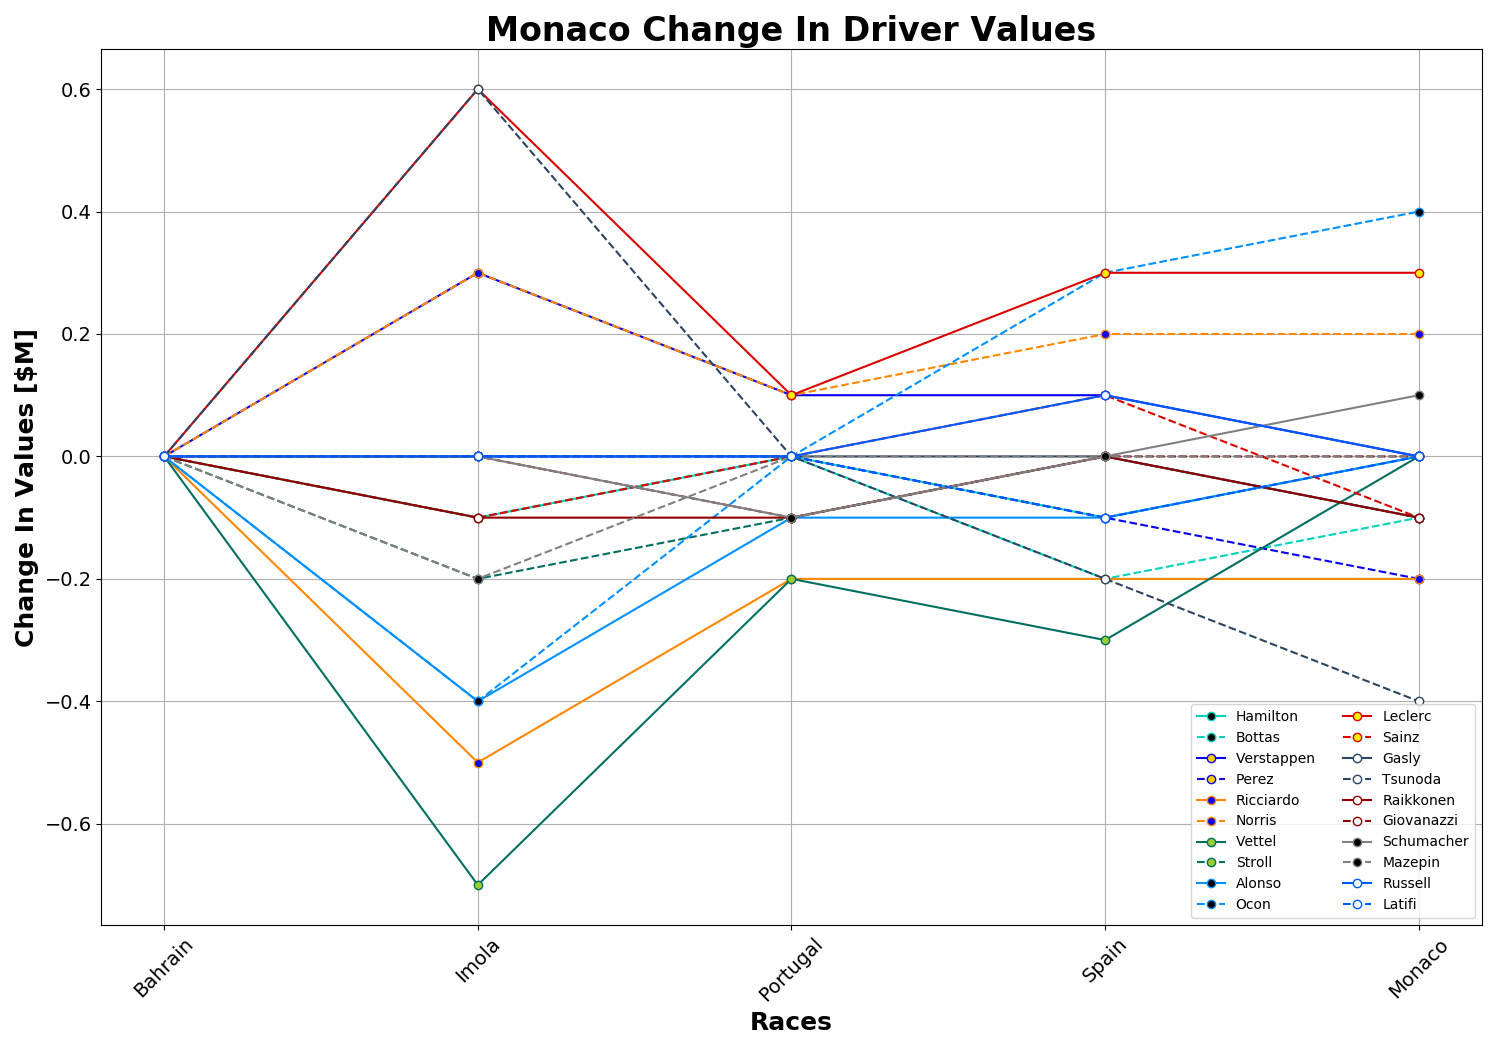 Monaco Change In Driver Values
Change In Values [$M]
0.6
0.4
0.2
0.0
−0.2
−0.4
−0.6
Hamilton
Bottas
Verstappen
Perez
Ricciardo
Norris
Vettel
Stroll
Alonso
Ocon
Leclerc
Sainz
Gasly
Tsunoda
Raikkonen
Giovanazzi
Schumacher
Mazepin
Russell
Latifi
Bahrain
Imola
Portugal
Spain
Monaco
Races